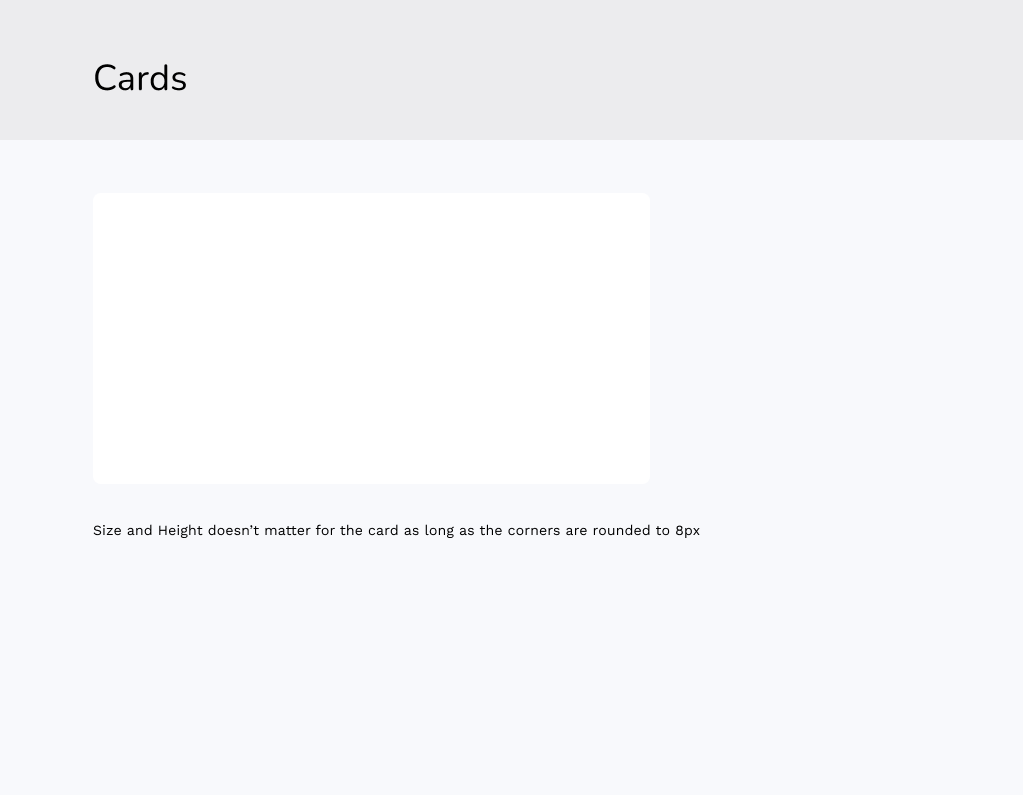 Cards
Size and Height doesn’t matter for the card as long as the corners are rounded to 8px